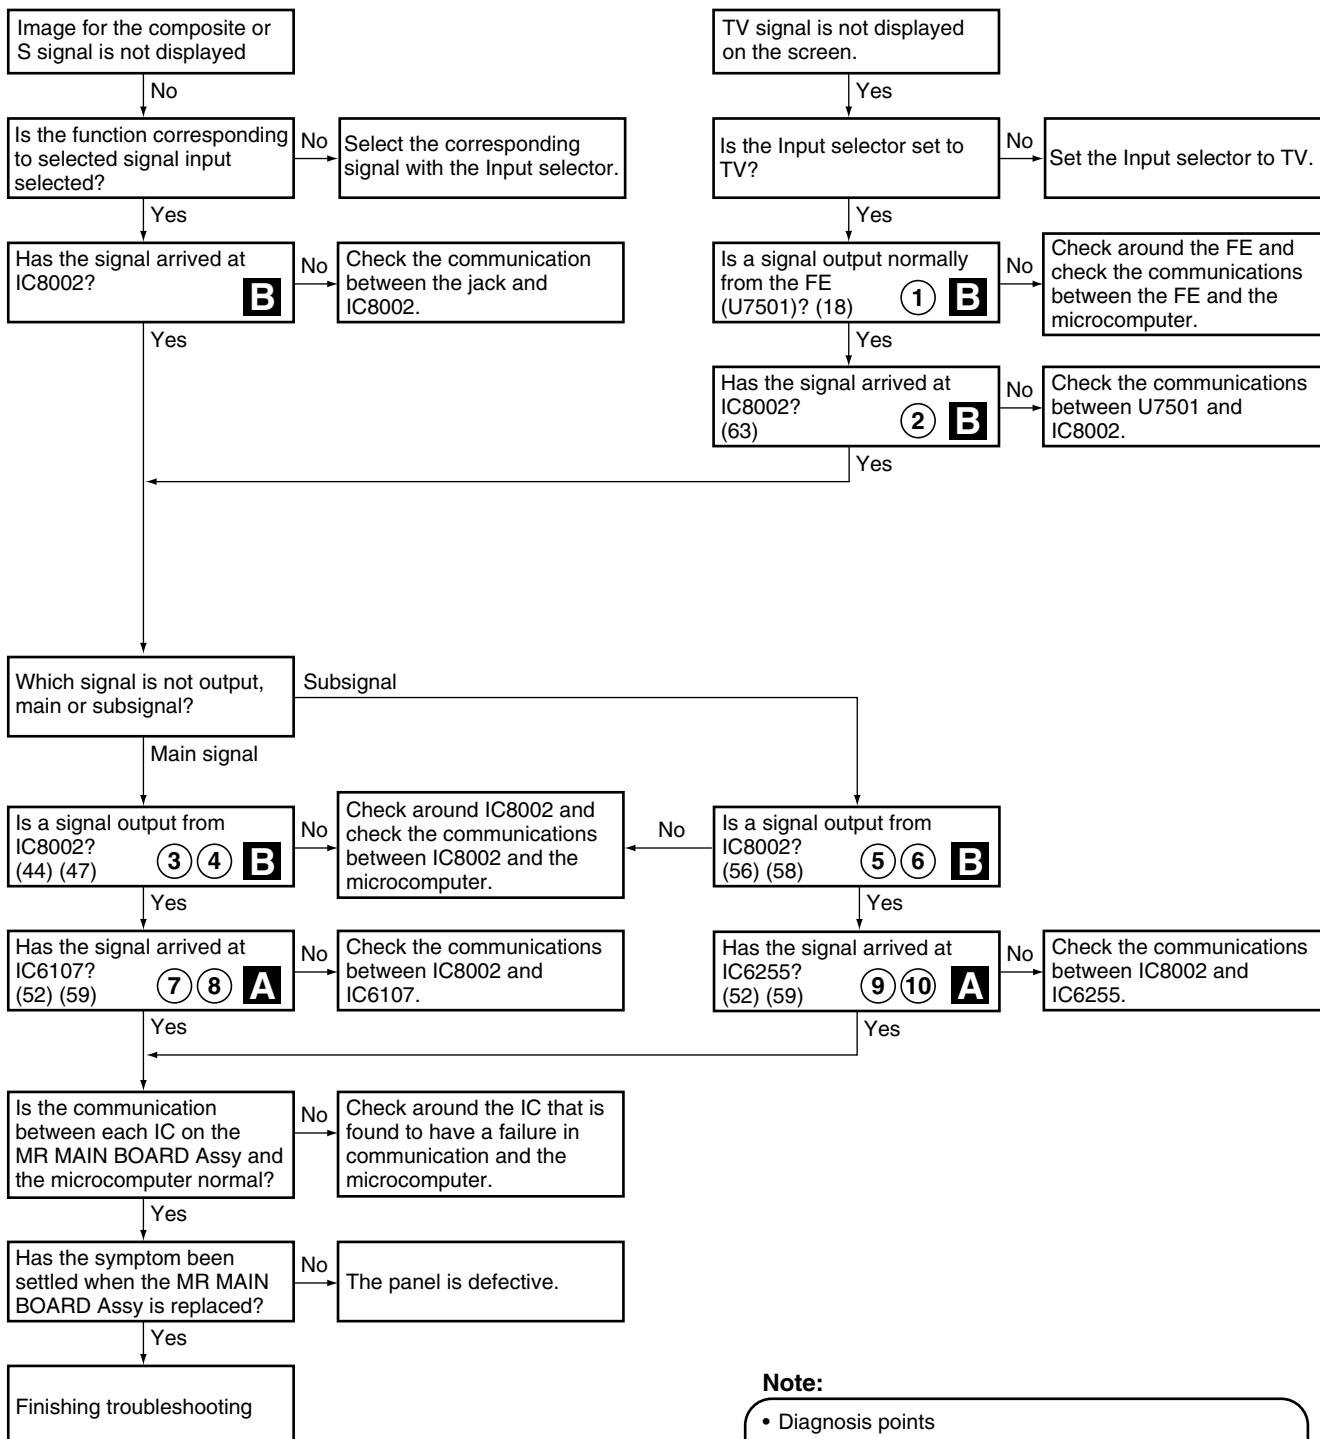 Image for the composite or
S signal is not displayed
No
Is the function corresponding
to selected signal input
selected?
No
Select the corresponding
signal with the Input selector.
Yes
Has the signal arrived at
IC8002?
B
No
Check the communication
between the jack and
IC8002.
Yes
TV signal is not displayed
on the screen.
Yes
Is the Input selector set to
TV?
No
Set the Input selector to TV.
Yes
Is a signal output normally
from the FE
(U7501)? (18) 1 B
No
Check around the FE and
check the communications
between the FE and the
microcomputer.
Yes
Has the signal arrived at
IC8002?
(63) 2 B
No
Check the communications
between U7501 and
IC8002.
Yes
Which signal is not output,
main or subsignal?
Subsignal
Main signal
Is a signal output from
IC8002?
(44) (47) 3 4 B
No
Check around IC8002 and
check the communications
between IC8002 and the
microcomputer.
No
Is a signal output from
IC8002?
(56) (58) 5 6 B
Yes
Has the signal arrived at
IC6107?
(52) (59) 7 8 A
No
Check the communications
between IC8002 and
IC6107.
Yes
Yes
Has the signal arrived at
IC6255?
(52) (59) 9 10 A
No
Check the communications
between IC8002 and
IC6255.
Yes
Is the communication
between each IC on the
MR MAIN BOARD Assy and
the microcomputer normal?
No
Check around the IC that is
found to have a failure in
communication and the
microcomputer.
Yes
Has the symptom been
settled when the MR MAIN
BOARD Assy is replaced?
No
The panel is defective.
Yes
Finishing troubleshooting
Note:
• Diagnosis points